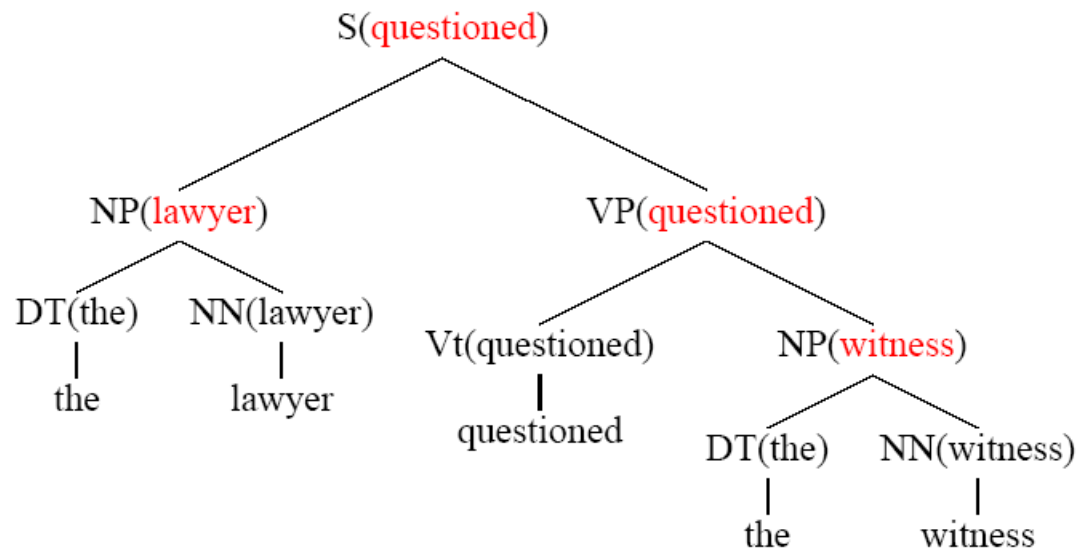 S(questioned)
NP(lawyer) VP(questioned)
DT(the) NN(lawyer) Vt(questioned) NP(witness)
the lawyer questioned
DT(the) NN(witness)
the witness